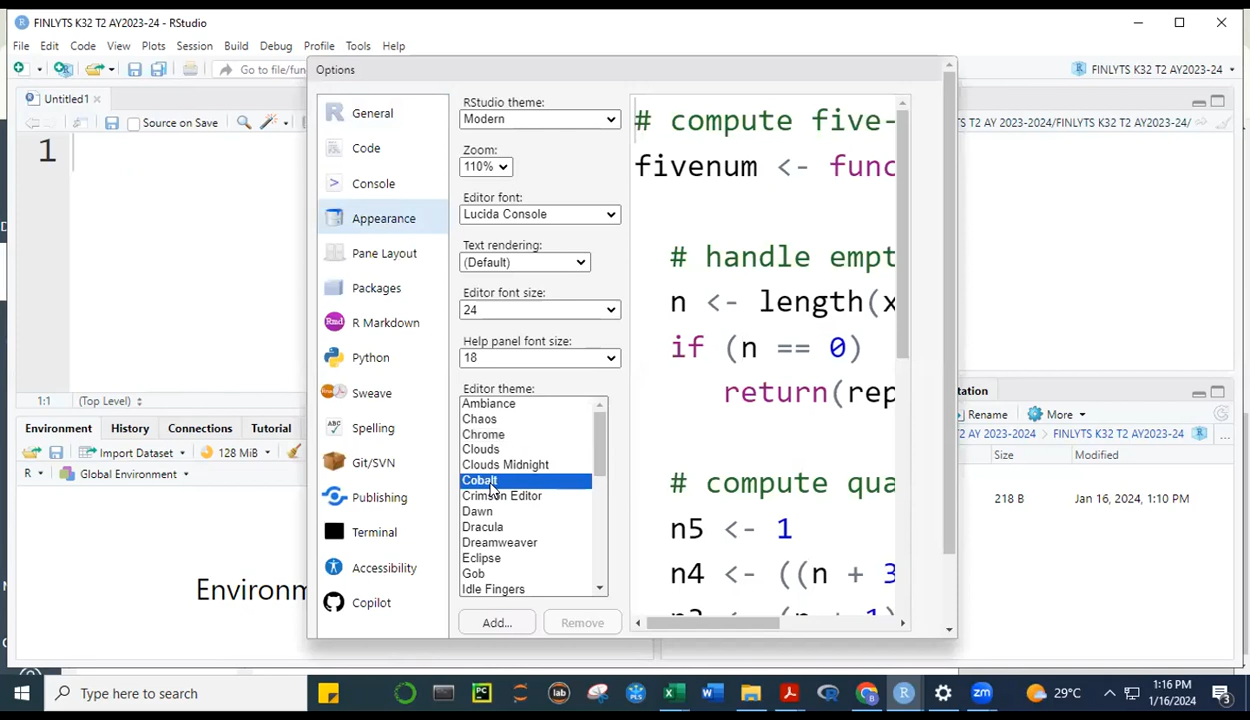 FINLYTS K32 T2 AY2023-24 - RStudio
File Edit Code View Plots Session Build Debug Profile Tools Help
Go to file/fun
FINLYTS K32 T2 AY2023-24
Options
Untitled1
Source on Save
1
1:1 (Top Level)
Environment History Connections Tutorial
Import Dataset 128 MiB
R Global Environment
Environm
General
Code
Console
Appearance
Pane Layout
Packages
R Markdown
Python
Sweave
Spelling
Git/SVN
Publishing
Terminal
Accessibility
Copilot
RStudio theme:
Modern
Zoom:
110%
Editor font:
Lucida Console
Text rendering:
(Default)
Editor font size:
24
Help panel font size:
18
Editor theme:
Ambiance
Chaos
Chrome
Clouds
Clouds Midnight
Cobalt
Crimson Editor
Dawn
Dracula
Dreamweaver
Eclipse
Gob
Idle Fingers
Add... Remove
# compute five-
fivenum <- func
# handle empt
n <- length(x
if (n == 0)
return(rep
# compute qua
n5 <- 1
n4 <- ((n + 3
TS T2 AY 2023-2024/FINLYTS K32 T2 AY2023-24/
tation
Rename More
2 AY 2023-2024 > FINLYTS K32 T2 AY2023-24 ...
Size Modified
218 B Jan 16, 2024, 1:10 PM
Type here to search
29°C
1:16 PM
1/16/2024
3